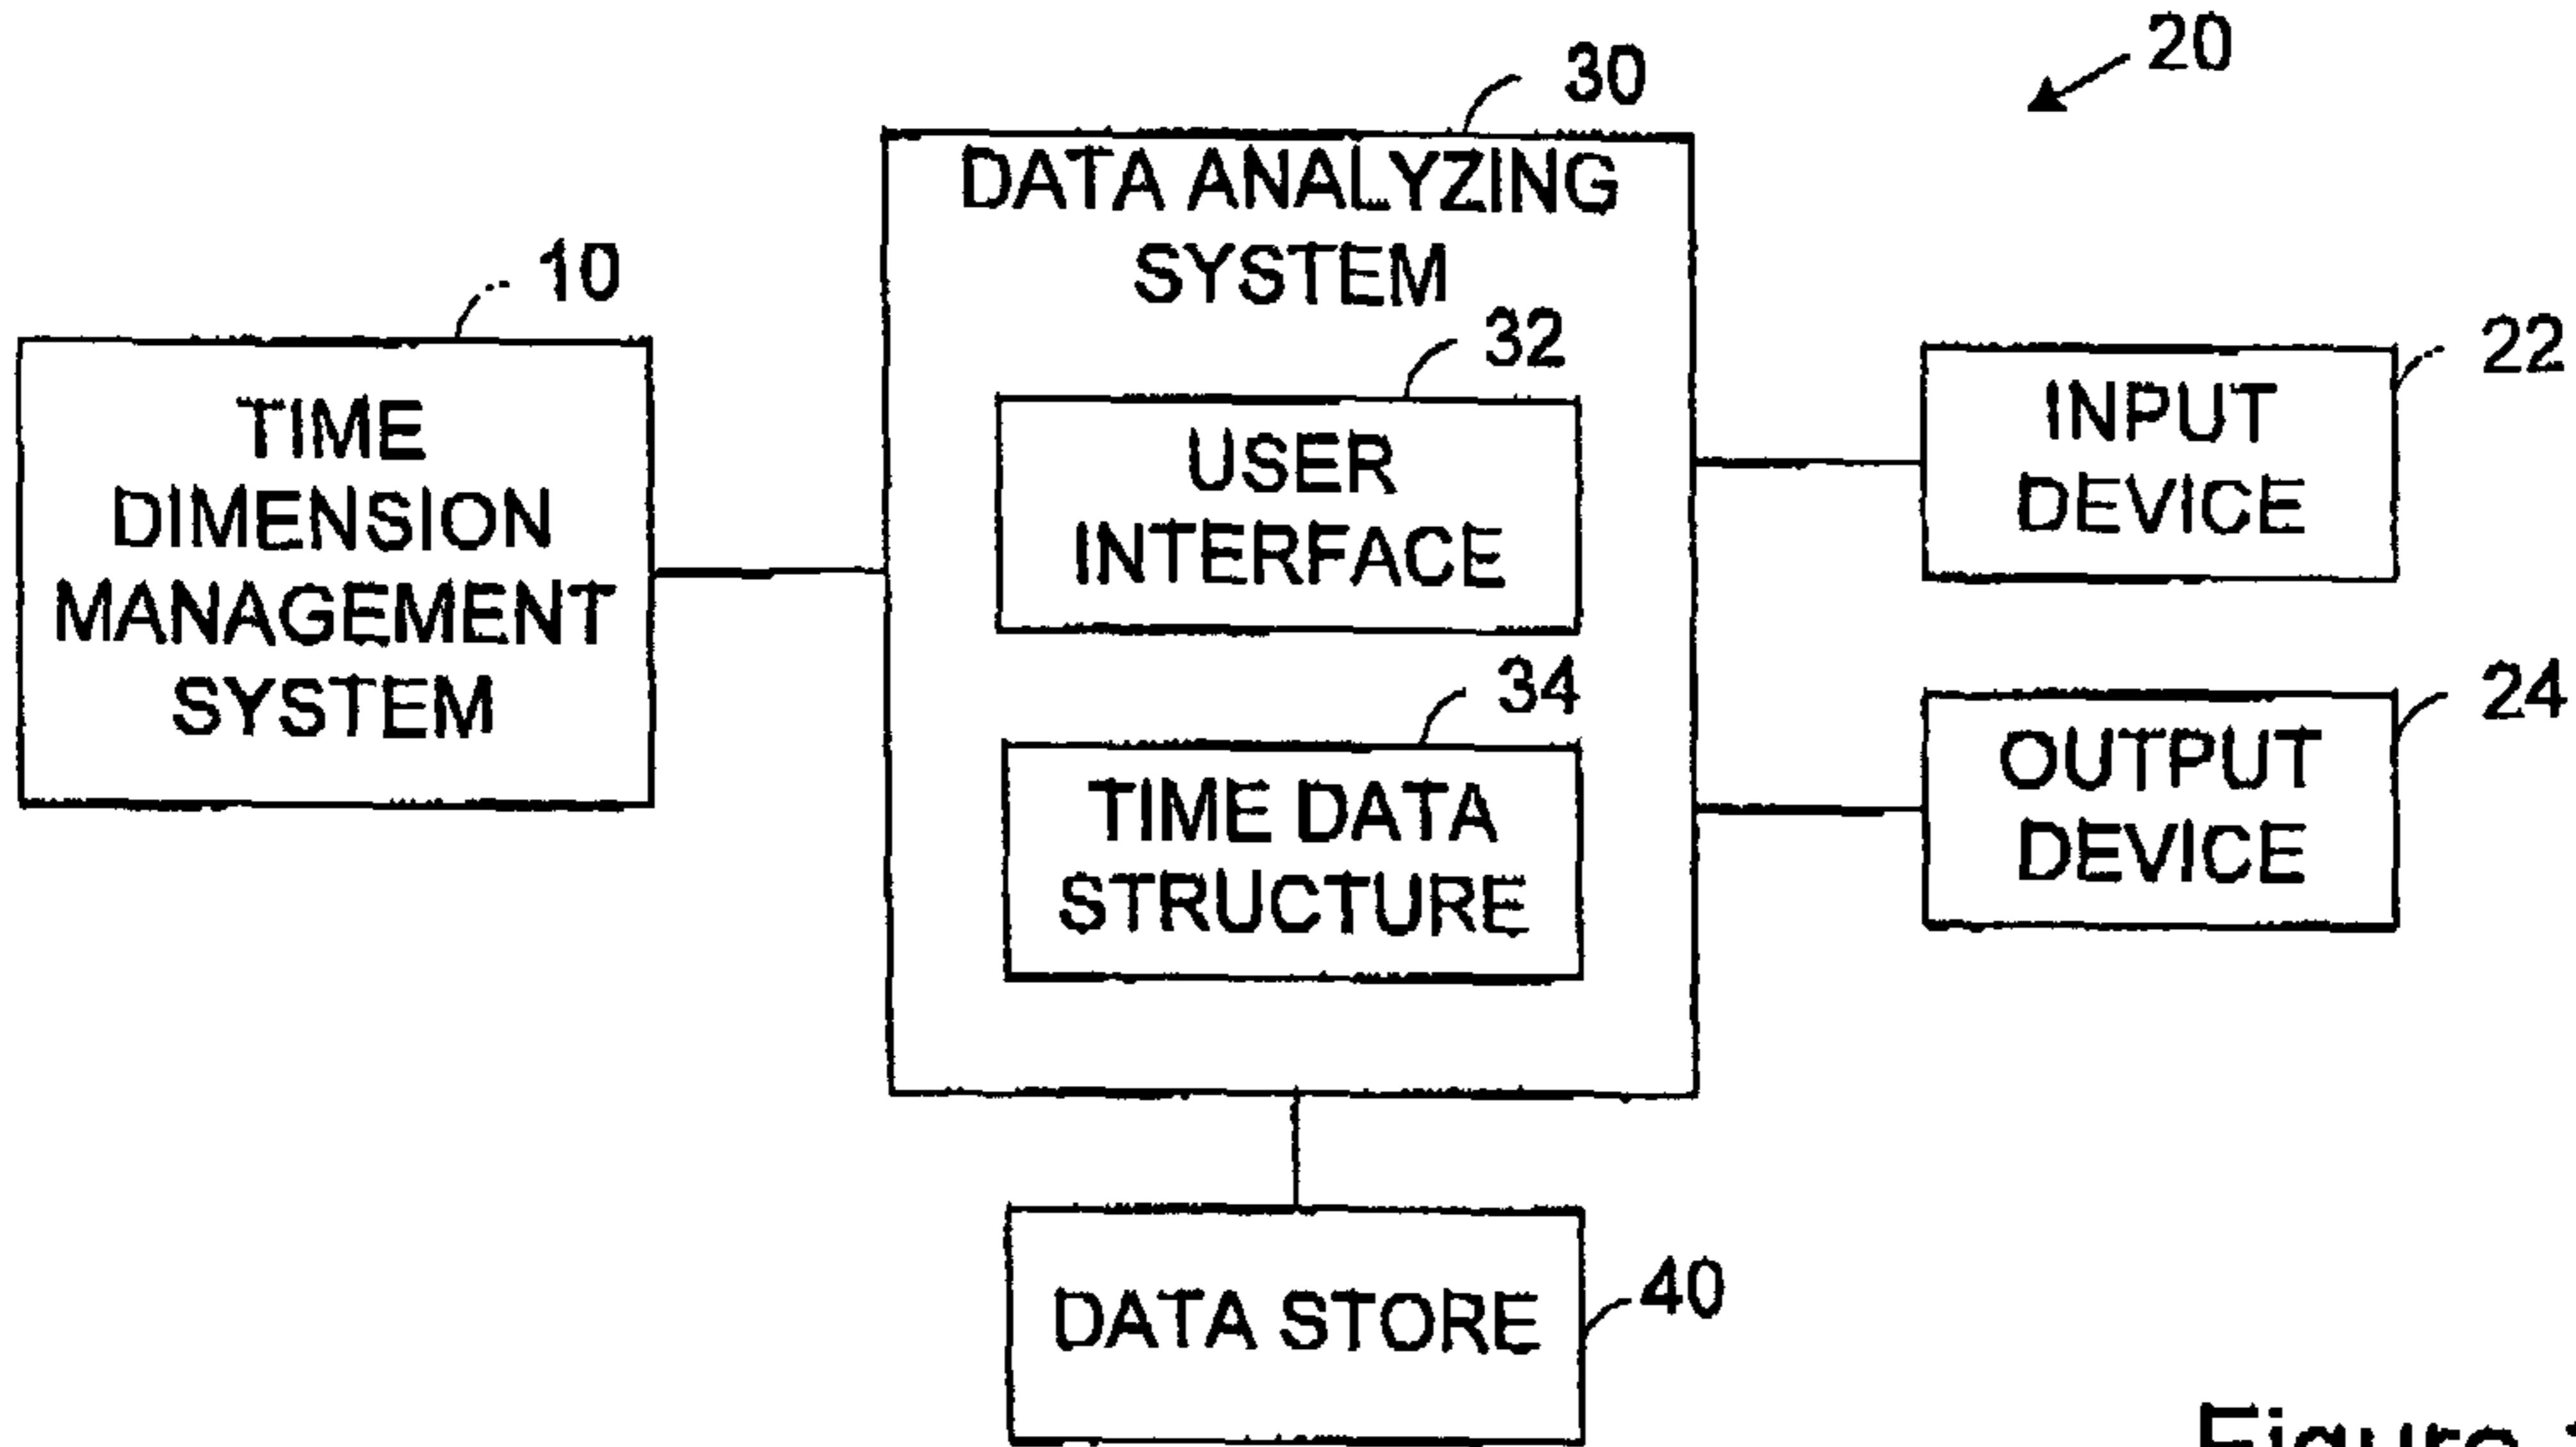 20
30
DATA ANALYZING
SYSTEM
10
TIME
DIMENSION
MANAGEMENT
SYSTEM
32
USER
INTERFACE
34
TIME DATA
STRUCTURE
22
INPUT
DEVICE
24
OUTPUT
DEVICE
40
DATA STORE
Figure